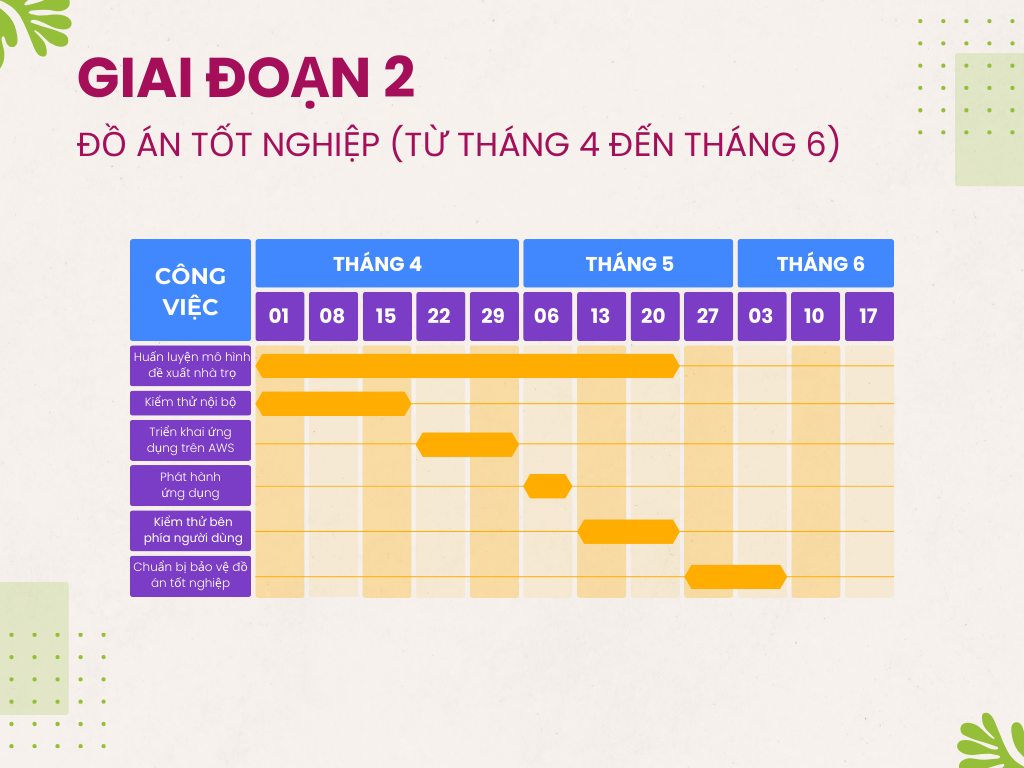 GIAI ĐOẠN 2
ĐỒ ÁN TỐT NGHIỆP (TỪ THÁNG 4 ĐẾN THÁNG 6)
CÔNG
VIỆC
THÁNG 4
THÁNG 5
THÁNG 6
01 08 15 22 29 06 13 20 27 03 10 17
Huấn luyện mô hình
đề xuất nhà trọ
Kiểm thử nội bộ
Triển khai ứng
dụng trên AWS
Phát hành
ứng dụng
Kiểm thử bên
phía người dùng
Chuẩn bị bảo vệ đồ
án tốt nghiệp